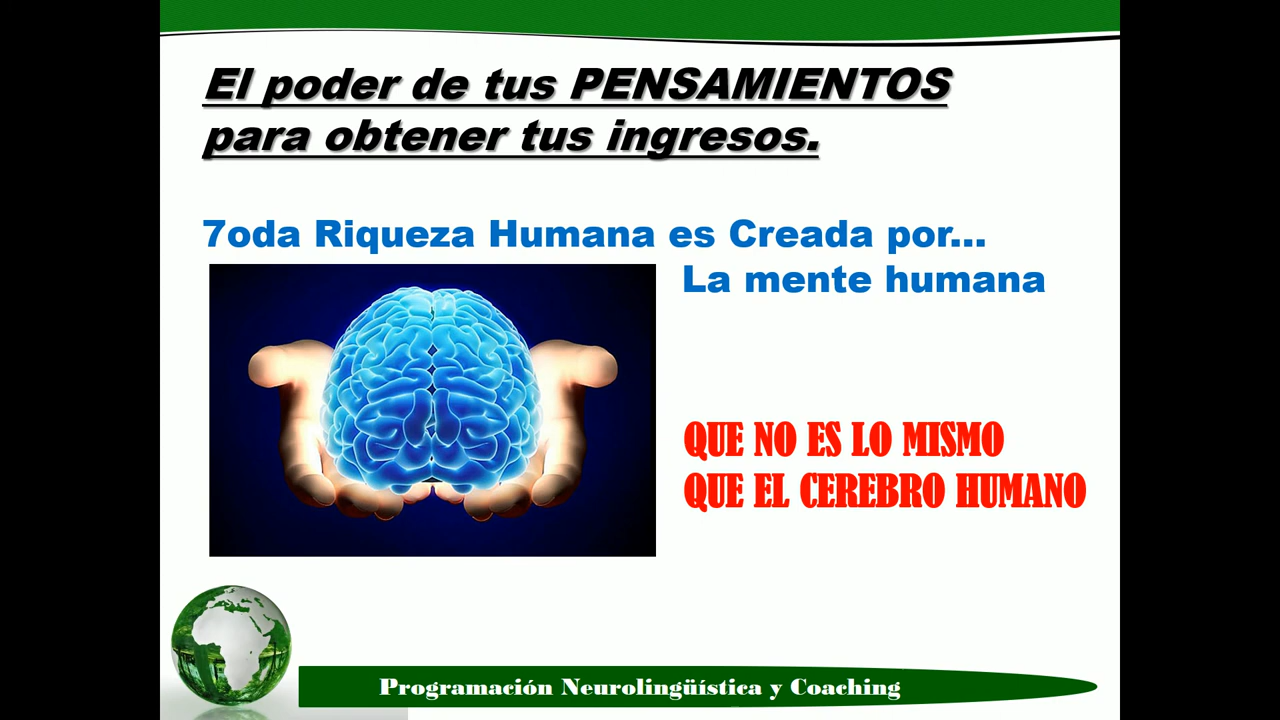 El poder de tus PENSAMIENTOS
para obtener tus ingresos.
7oda Riqueza Humana es Creada por...
La mente humana
QUE NO ES LO MISMO
QUE EL CEREBRO HUMANO
Programación Neurolingüística y Coaching